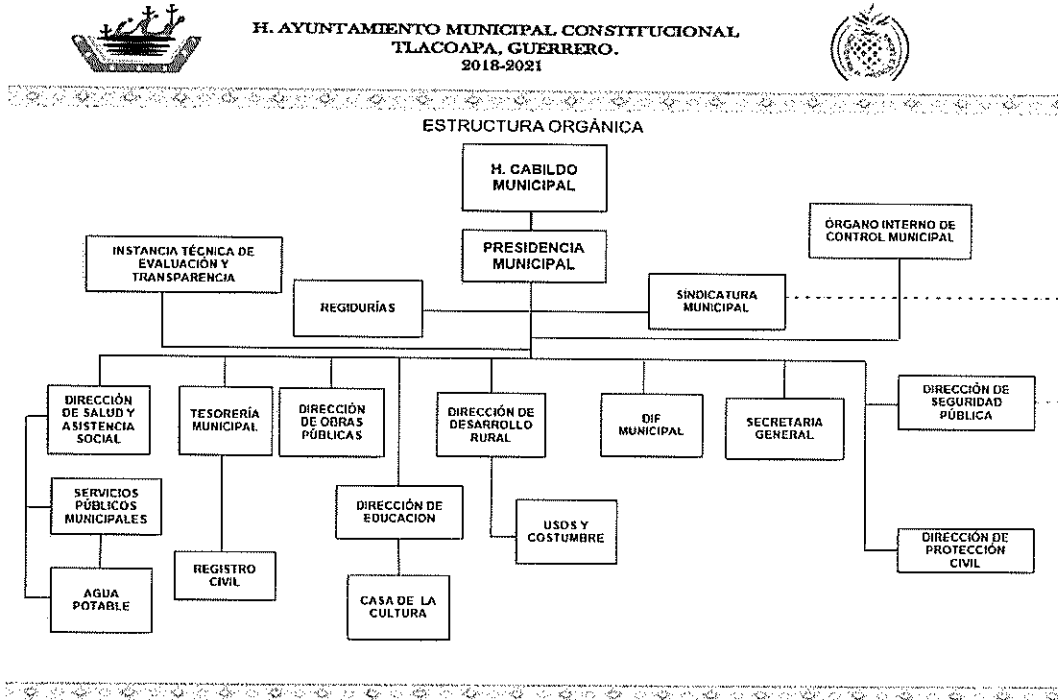 H. AYUNTAMIENTO MUNICIPAL CONSTITUCIONAL
TLACOAPA, GUERRERO.
2018-2021
ESTRUCTURA ORGÁNICA
H. CABILDO
MUNICIPAL
PRESIDENCIA
MUNICIPAL
ÓRGANO INTERNO DE
CONTROL MUNICIPAL
INSTANCIA TÉCNICA DE
EVALUACIÓN Y
TRANSPARENCIA
REGIDURÍAS
SINDICATURA
MUNICIPAL
DIRECCIÓN
DE SALUD Y
ASISTENCIA
SOCIAL
TESORERÍA
MUNICIPAL
DIRECCIÓN
DE OBRAS
PÚBLICAS
DIRECCIÓN DE
DESARROLLO
RURAL
DIF
MUNICIPAL
SECRETARIA
GENERAL
DIRECCIÓN DE
SEGURIDAD
PÚBLICA
SERVICIOS
PÚBLICOS
MUNICIPALES
DIRECCIÓN DE
EDUCACION
USOS Y
COSTUMBRE
DIRECCIÓN DE
PROTECCIÓN
CIVIL
REGISTRO
CIVIL
AGUA
POTABLE
CASA DE LA
CULTURA